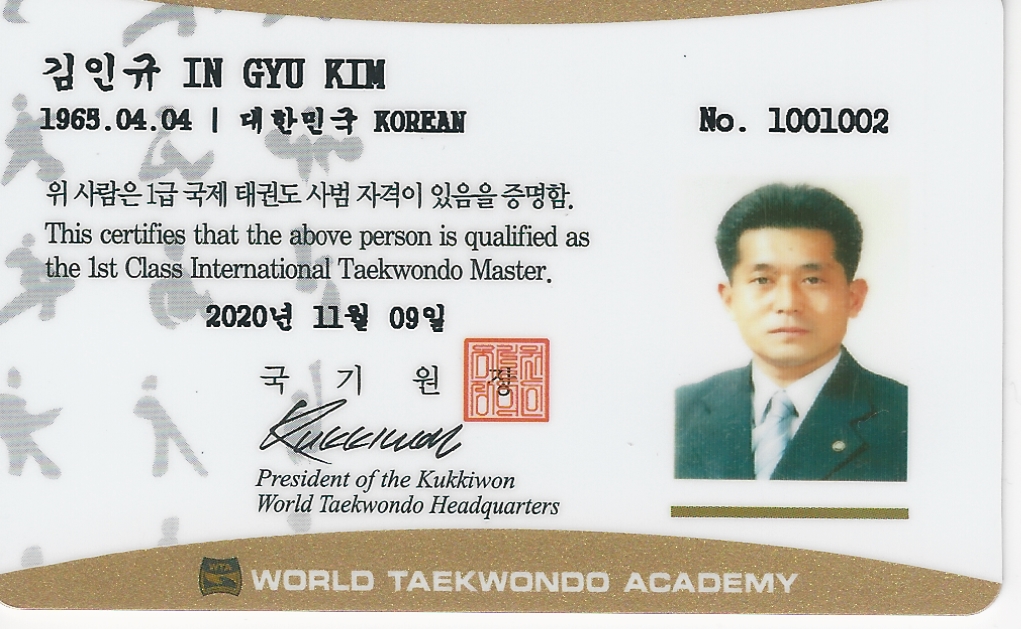 김인규 IN GYU KIM
1965.04.04 | 대한민국 KOREAN
No. 1001002
위 사람은 1급 국제 태권도 사범 자격이 있음을 증명함.
This certifies that the above person is qualified as
the 1st Class International Taekwondo Master.
2020년 11월 09일
국 기 원 장
Kukkiwon
President of the Kukkiwon
World Taekwondo Headquarters
WTA
WORLD TAEKWONDO ACADEMY